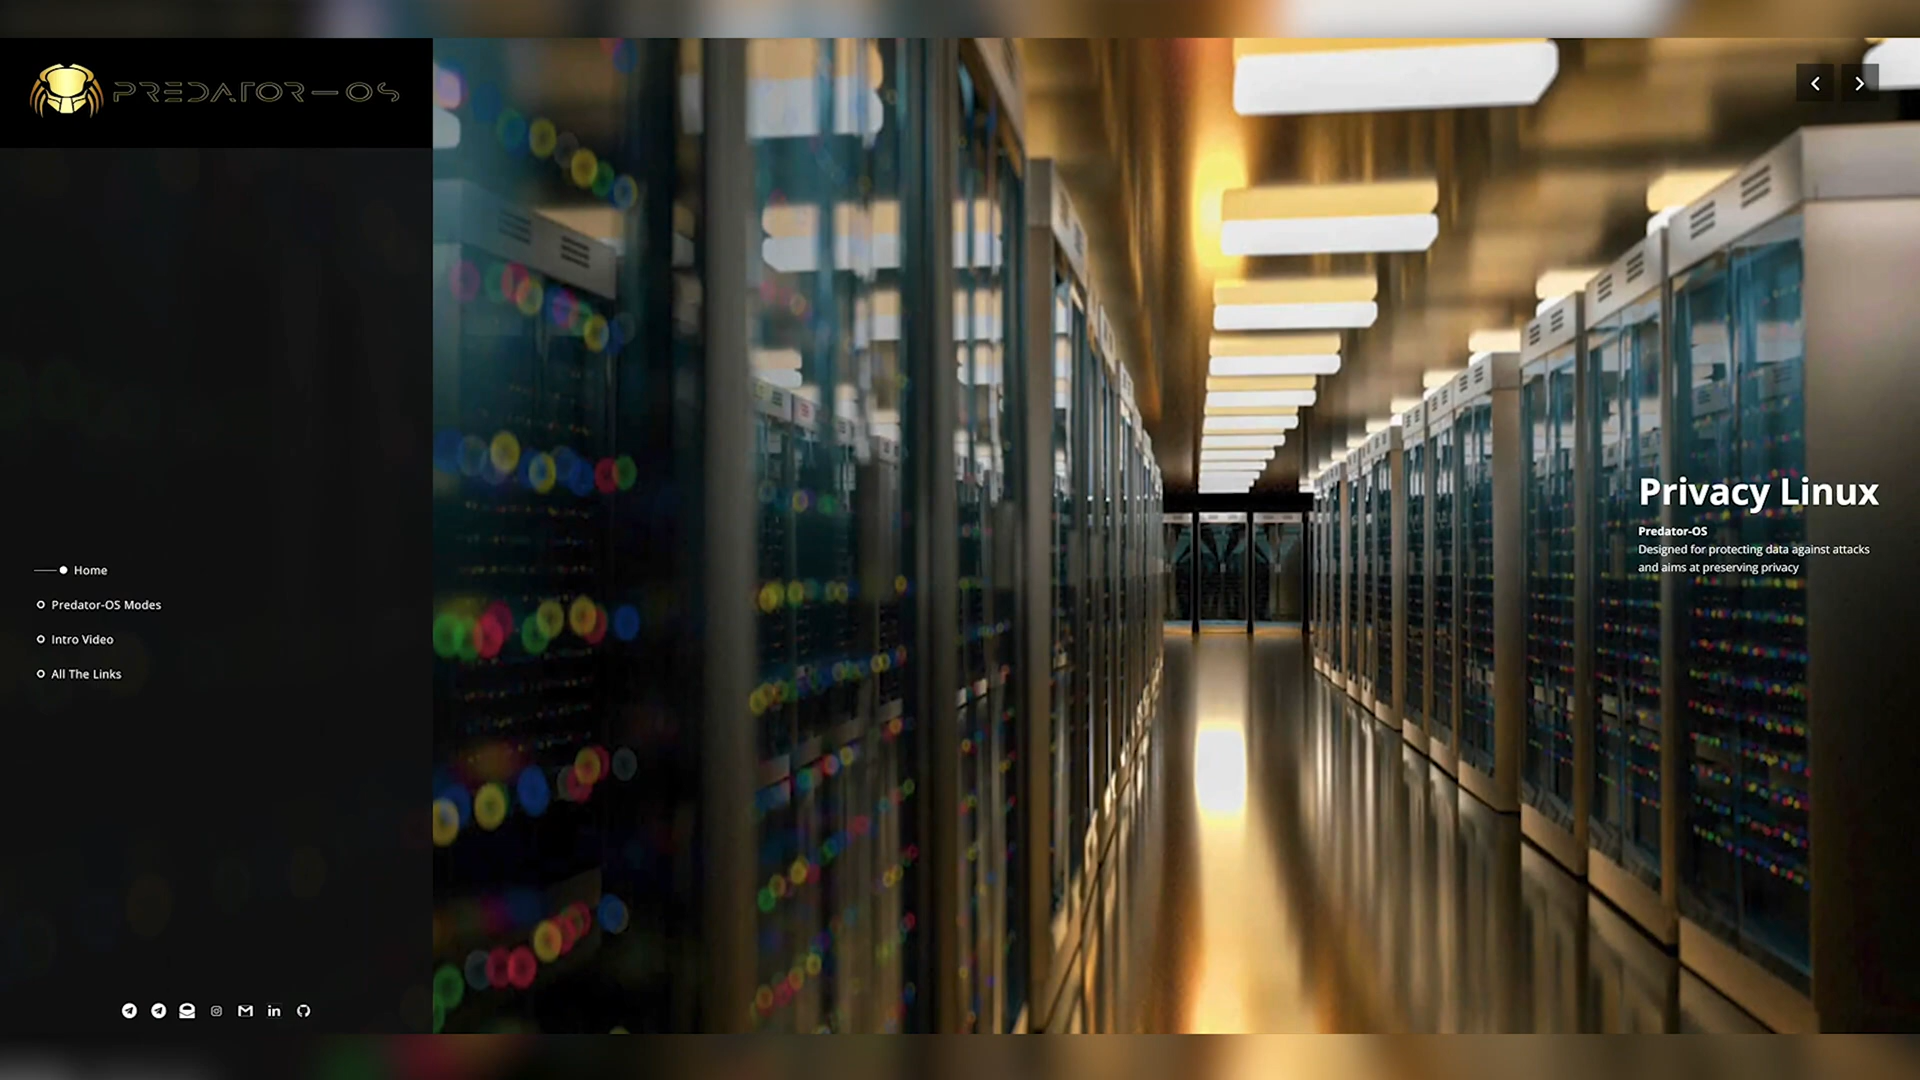 PREDATOR-OS
Home
Predator-OS Modes
Intro Video
All The Links
Privacy Linux
Predator-OS
Designed for protecting data against attacks
and aims at preserving privacy